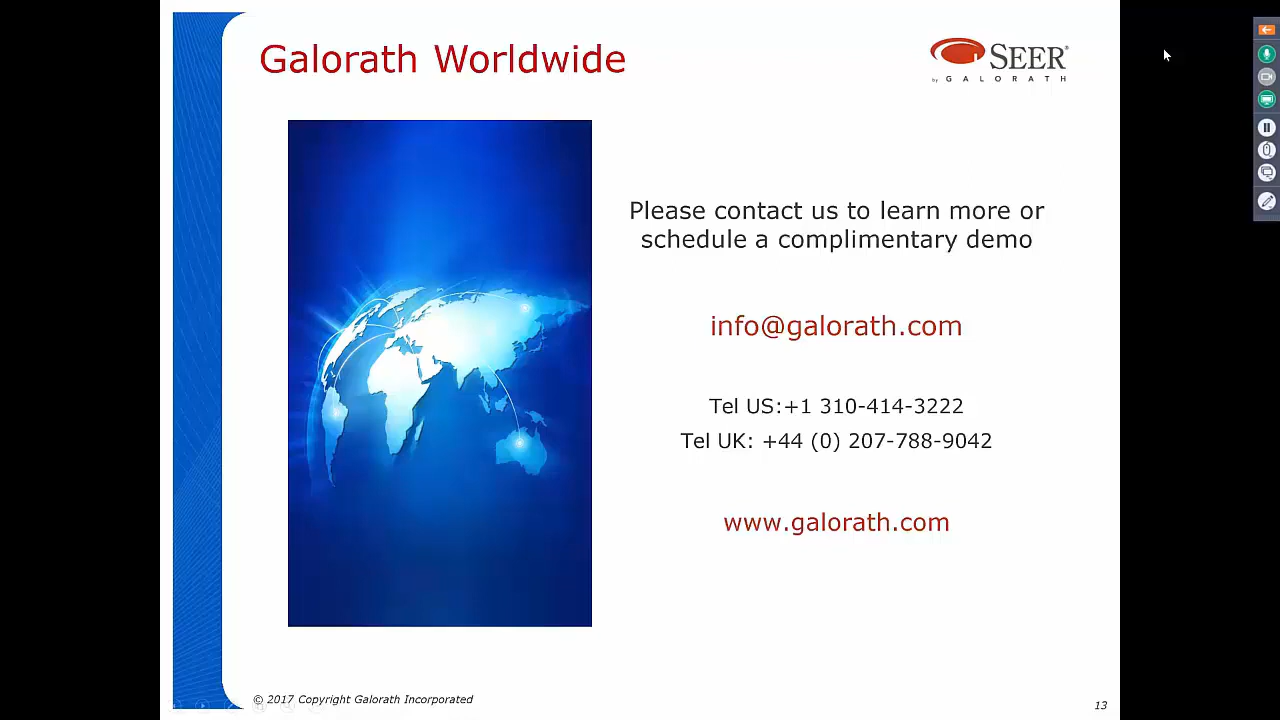 Galorath Worldwide
SEER®
by GALORATH
Please contact us to learn more or
schedule a complimentary demo
info@galorath.com
Tel US:+1 310-414-3222
Tel UK: +44 (0) 207-788-9042
www.galorath.com
© 2017 Copyright Galorath Incorporated
13